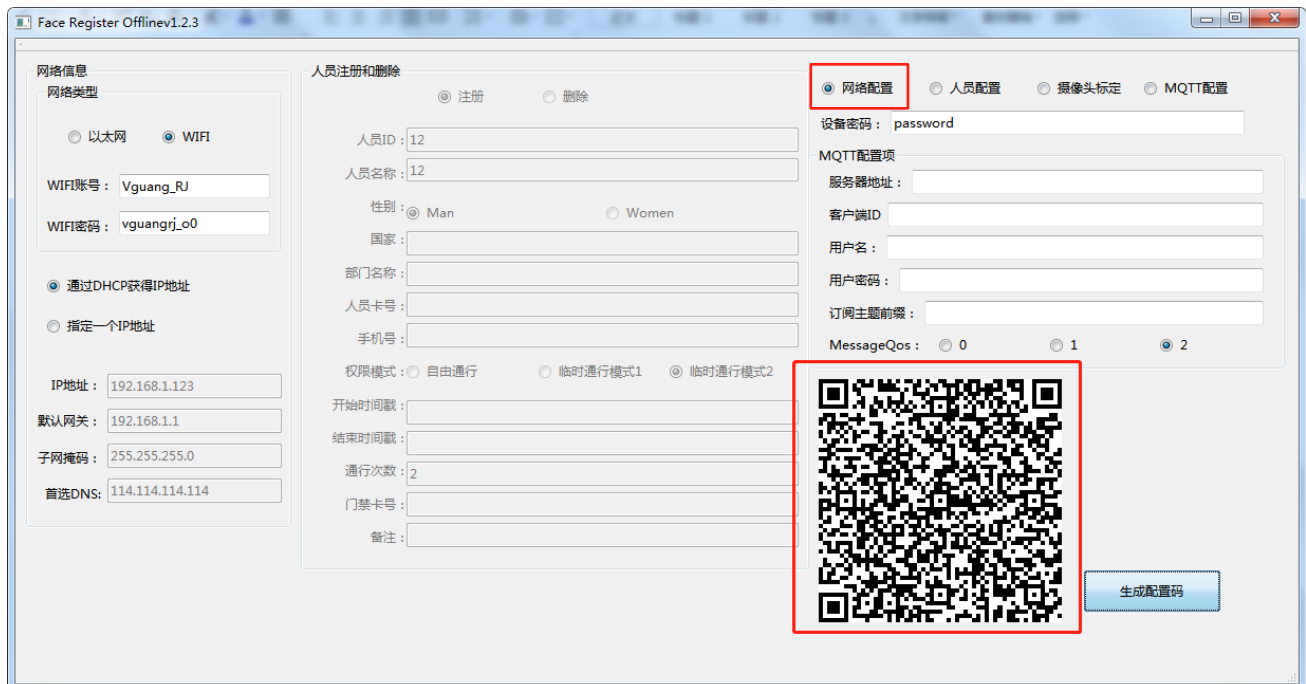 Face Register Offlinev1.2.3
网络信息
网络类型
以太网 WIFI
WIFI账号： Vguang_RJ
WIFI密码： vguangrj_o0
通过DHCP获得IP地址
指定一个IP地址
IP地址： 192.168.1.123
默认网关： 192.168.1.1
子网掩码： 255.255.255.0
首选DNS: 114.114.114.114
人员注册和删除
注册 删除
人员ID：12
人员名称：12
性别： Man Women
国家：
部门名称：
人员卡号：
手机号：
权限模式： 自由通行 临时通行模式1 临时通行模式2
开始时间戳：
结束时间戳：
通行次数：2
门禁卡号：
备注：
网络配置 人员配置 摄像头标定 MQTT配置
设备密码： password
MQTT配置项
服务器地址：
客户端ID
用户名：
用户密码：
订阅主题前缀：
MessageQos： 0 1 2
生成配置码